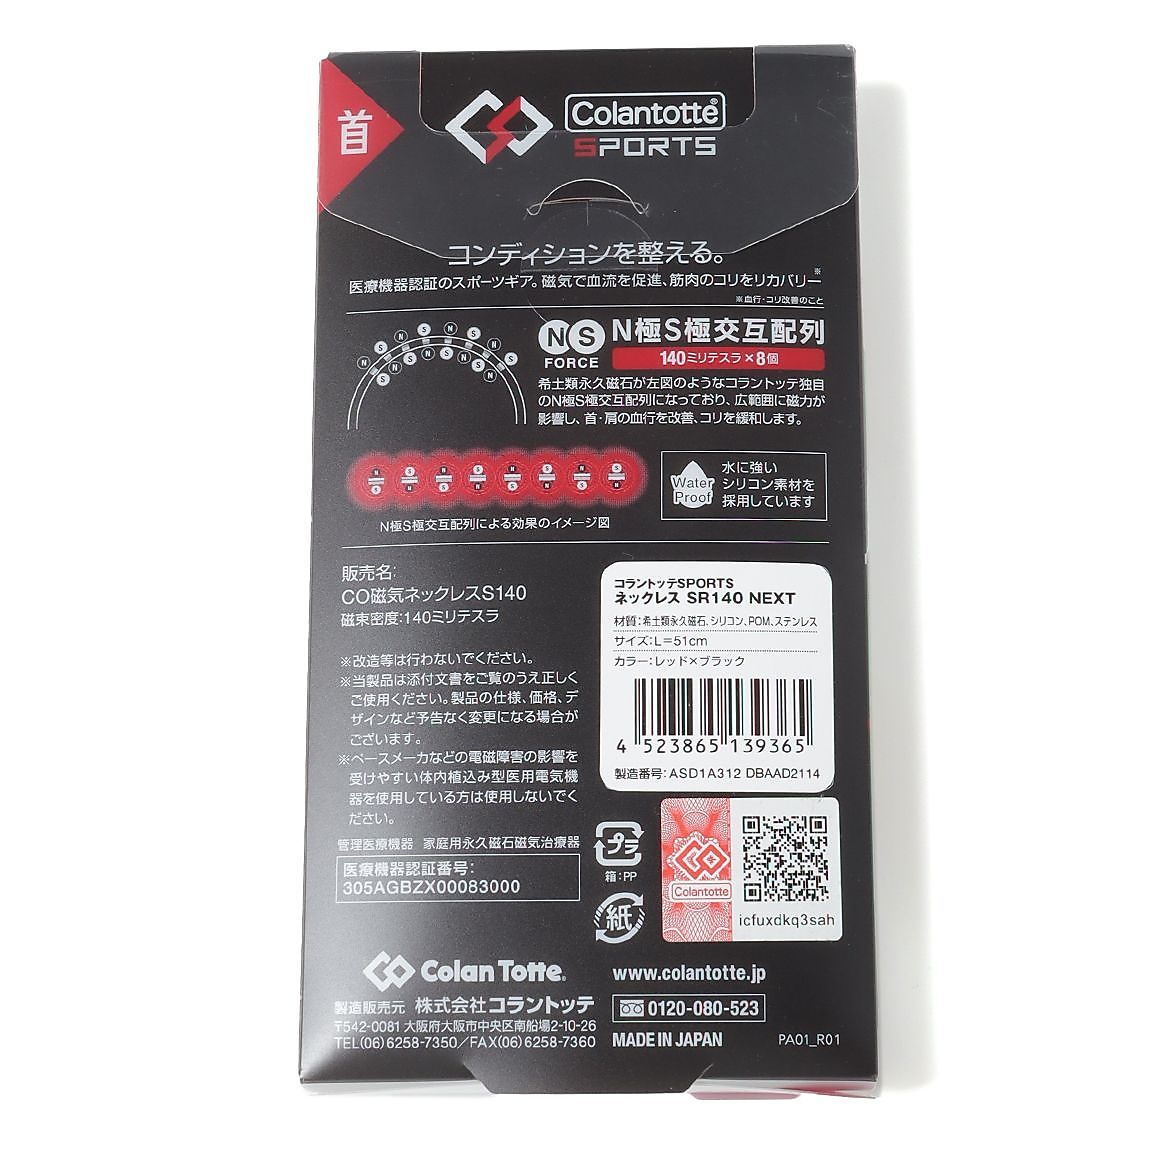 首
Colantotte®
SPORTS
コンディションを整える。
医療機器認証のスポーツギア。磁気で血流を促進、筋肉のコリをリカバリー※
※血行・コリ改善のこと
N S N S N S
N S N S N S N S
NS
FORCE
N極S極交互配列
140ミリテスラ×8個
希土類永久磁石が左図のようなコラントッテ独自
のN極S極交互配列になっており、広範囲に磁力が
影響し、首・肩の血行を改善、コリを緩和します。
N S N S N S N S
S N S N S N S N
N極S極交互配列による効果のイメージ図
Water
Proof
水に強い
シリコン素材を
採用しています
販売名:
CO磁気ネックレスS140
磁束密度:140ミリテスラ
※改造等は行わないでください。
※当製品は添付文書をご覧のうえ正しく
ご使用ください。製品の仕様、価格、デ
ザインなど予告なく変更になる場合が
ございます。
※ペースメーカなどの電磁障害の影響を
受けやすい体内植込み型医用電気機
器を使用している方は使用しないでく
ださい。
管理医療機器 家庭用永久磁石磁気治療器
医療機器認証番号:
305AGBZX00083000
コラントッテSPORTS
ネックレス SR140 NEXT
材質:希土類永久磁石、シリコン、POM、ステンレス
サイズ:L=51cm
カラー:レッド×ブラック
4 523865 139365
製造番号:ASD1A312 DBAAD2114
プラ
箱:PP
紙
Colantotte
icfuxdkq3sah
Colan Totte®
製造販売元 株式会社コラントッテ
〒542-0081 大阪府大阪市中央区南船場2-10-26
TEL(06)6258-7350/FAX(06)6258-7360
www.colantotte.jp
0120-080-523
MADE IN JAPAN
PA01_R01